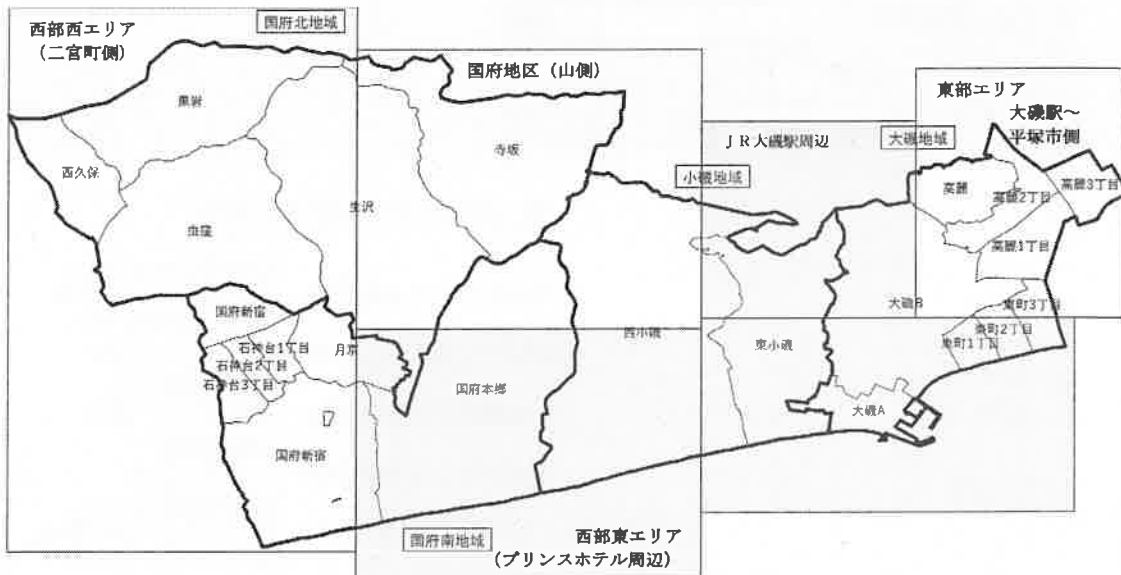 西部西エリア
(二宮町側)
国府北地域
国府地区(山側)
東部エリア
大磯駅~
平塚市側
JR大磯駅周辺
大磯地域
小磯地域
黒岩
西久保
虫窪
生沢
寺坂
高麗
高麗2丁目
高麗3丁目
高麗1丁目
国府新宿
石神台1丁目
石神台2丁目
石神台3丁目
月京
国府新宿
国府本郷
西小磯
東小磯
大磯B
大磯A
東町3丁目
東町2丁目
東町1丁目
国府南地域
西部東エリア
(プリンスホテル周辺)